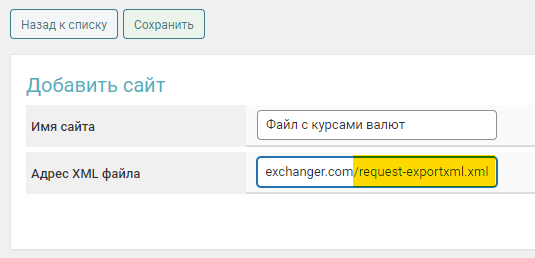 Назад к списку Сохранить
Добавить сайт
Имя сайта Файл с курсами валют
Адрес XML файла exchanger.com/request-exportxml.xml